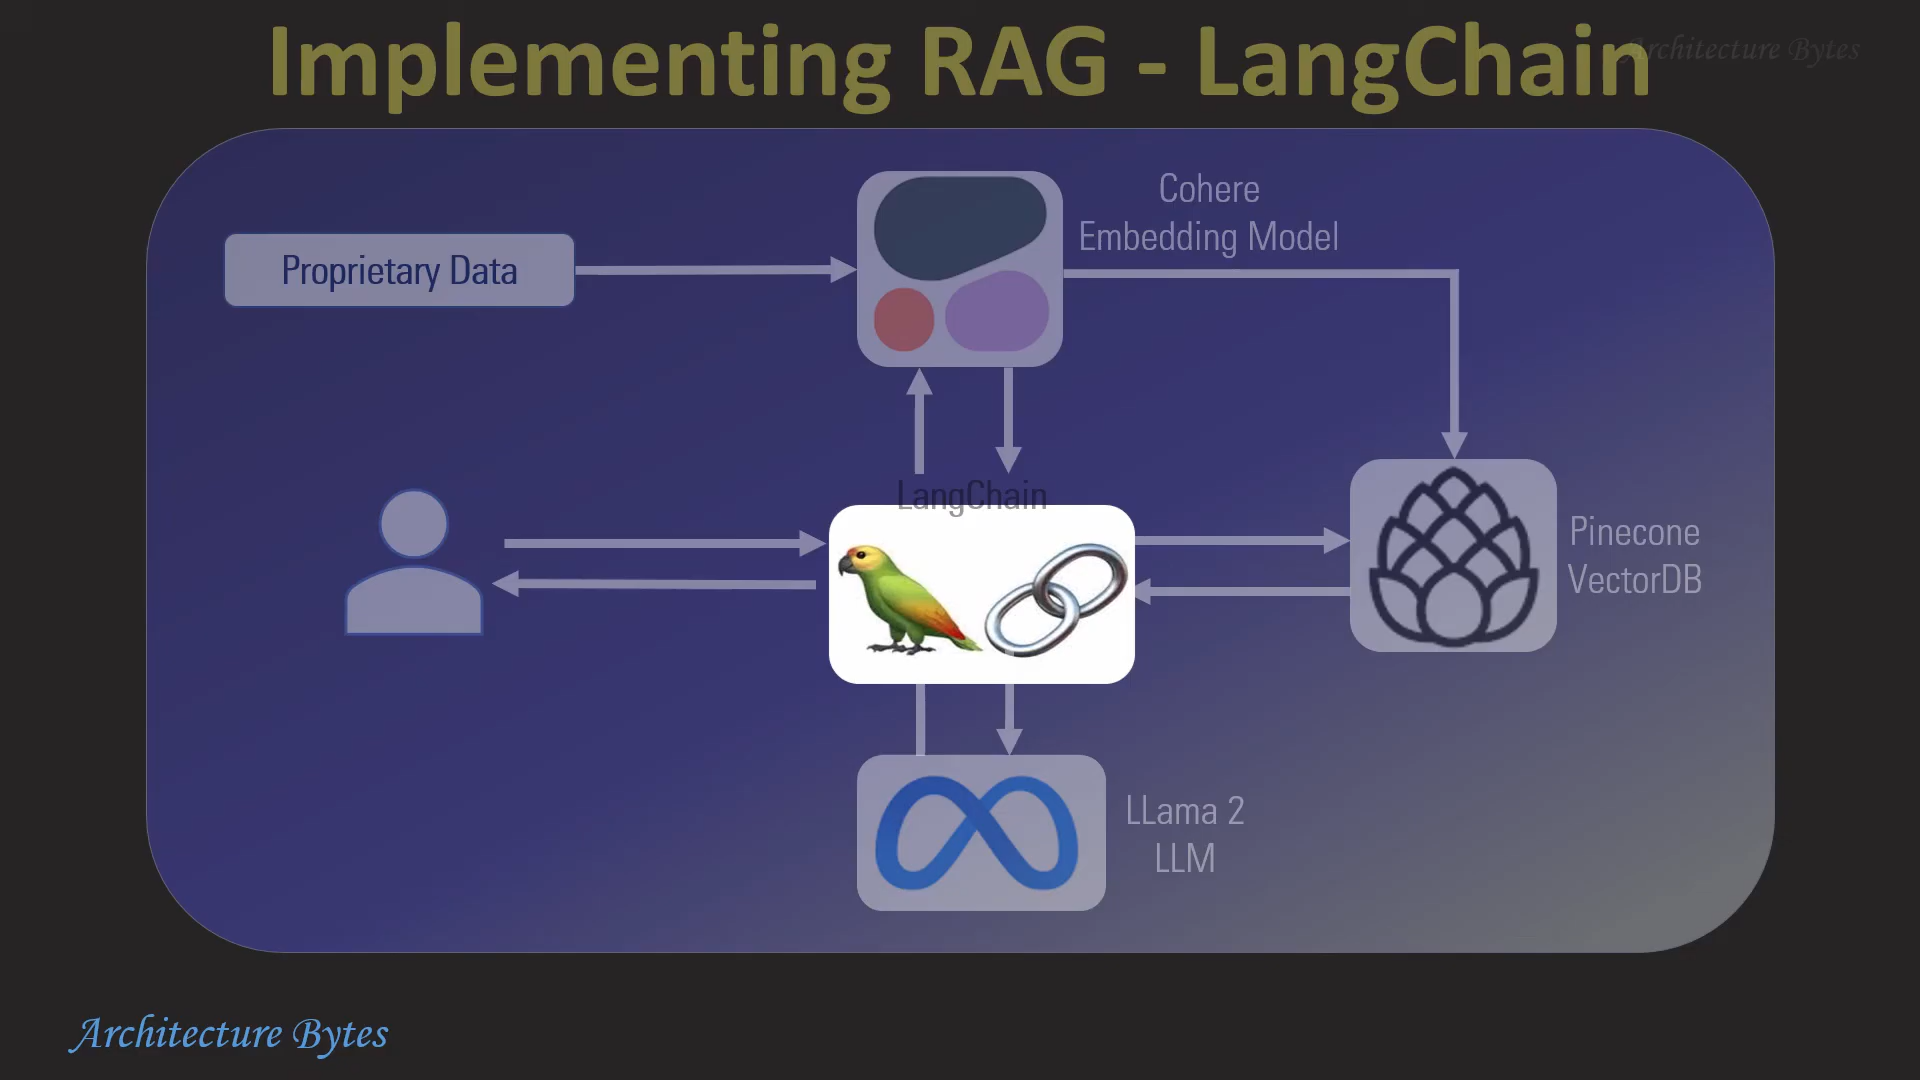 Implementing RAG - LangChain
Architecture Bytes
Cohere
Embedding Model
Proprietary Data
LangChain
Pinecone
VectorDB
LLama 2
LLM
Architecture Bytes